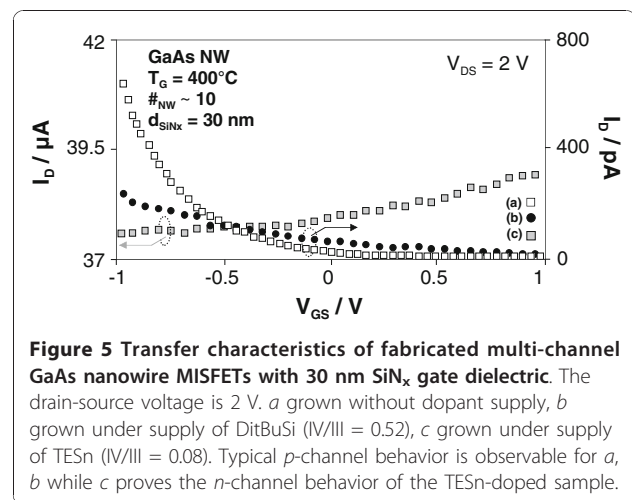 42
800
GaAs NW
T_G = 400°C
#_NW ~ 10
d_SiNx = 30 nm
V_DS = 2 V
I_D / µA
39.5
400
I_D / pA
(a)
(b)
(c)
37
0
-1
-0.5
0
0.5
1
V_GS / V
Figure 5 Transfer characteristics of fabricated multi-channel
GaAs nanowire MISFETs with 30 nm SiNx gate dielectric. The
drain-source voltage is 2 V. a grown without dopant supply, b
grown under supply of DitBuSi (IV/III = 0.52), c grown under supply
of TESn (IV/III = 0.08). Typical p-channel behavior is observable for a,
b while c proves the n-channel behavior of the TESn-doped sample.